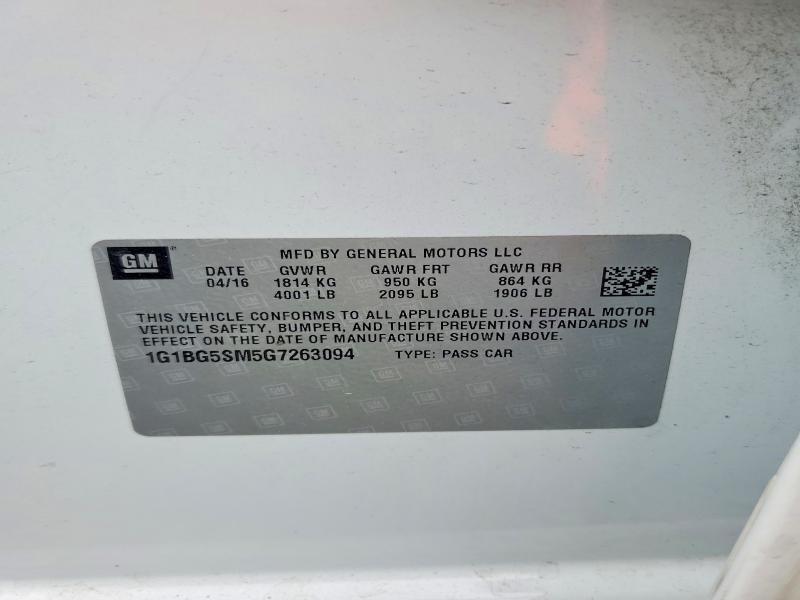 GM
MFD BY GENERAL MOTORS LLC
DATE GVWR GAWR FRT GAWR RR
04/16 1814 KG 950 KG 864 KG
4001 LB 2095 LB 1906 LB
THIS VEHICLE CONFORMS TO ALL APPLICABLE U.S. FEDERAL MOTOR
VEHICLE SAFETY, BUMPER, AND THEFT PREVENTION STANDARDS IN
EFFECT ON THE DATE OF MANUFACTURE SHOWN ABOVE.
1G1BG5SM5G7263094 TYPE: PASS CAR